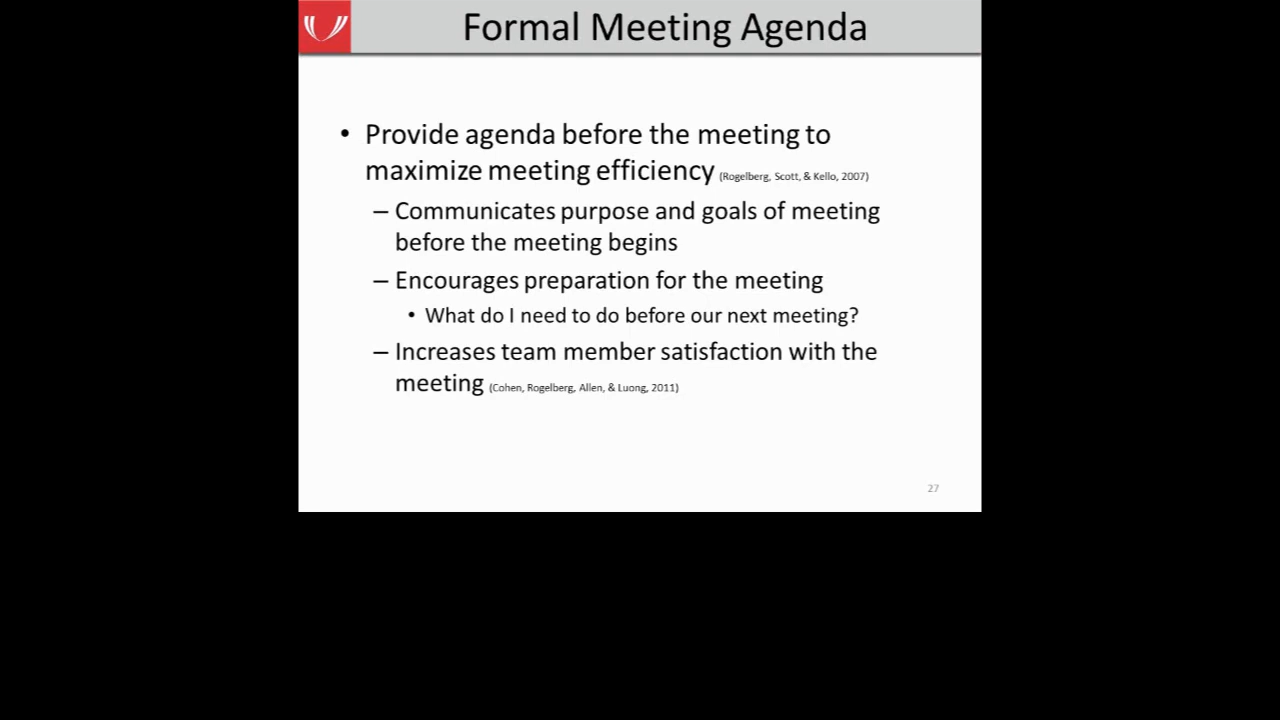 Formal Meeting Agenda
• Provide agenda before the meeting to
maximize meeting efficiency (Rogelberg, Scott, & Kello, 2007)
– Communicates purpose and goals of meeting
before the meeting begins
– Encourages preparation for the meeting
• What do I need to do before our next meeting?
– Increases team member satisfaction with the
meeting (Cohen, Rogelberg, Allen, & Luong, 2011)
27